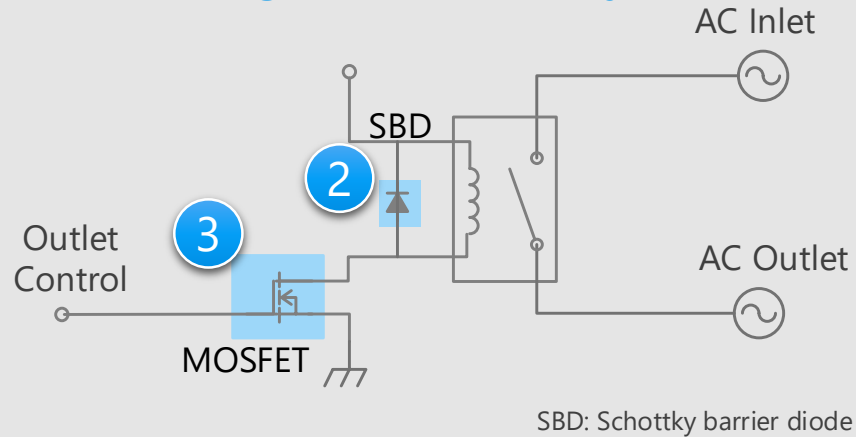 AC Inlet
SBD
2
3
Outlet
Control
AC Outlet
MOSFET
SBD: Schottky barrier diode